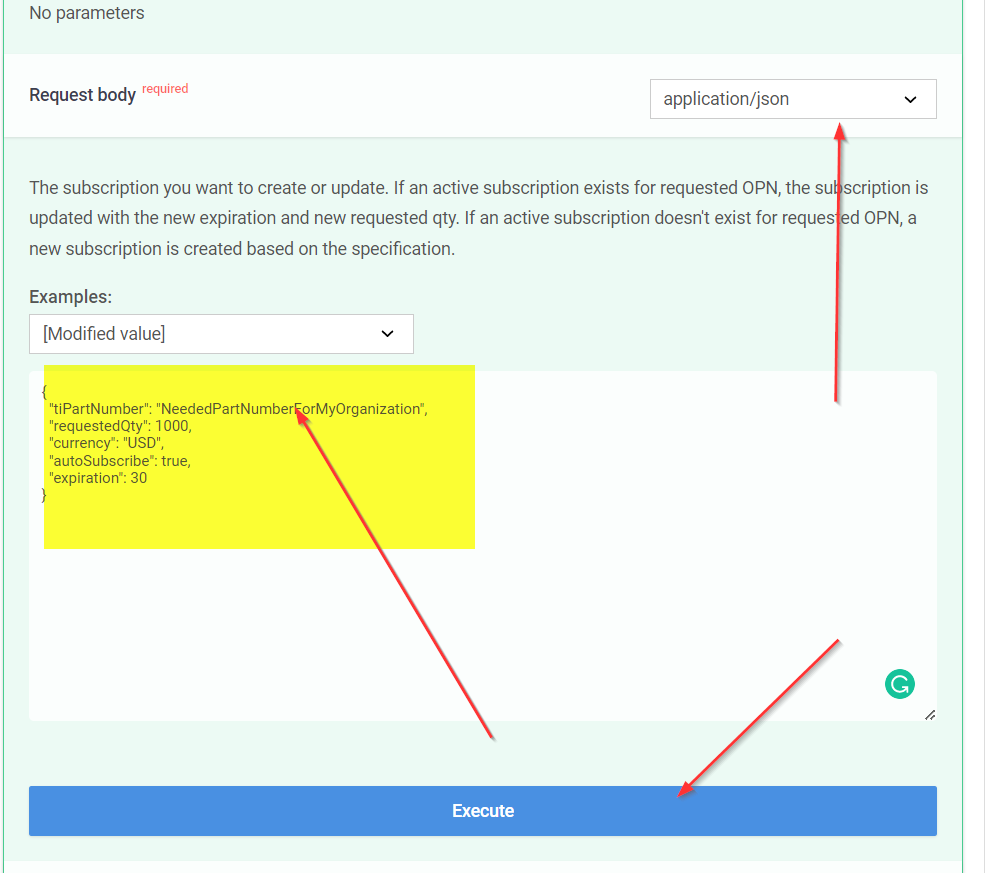 No parameters
Request body required
application/json
The subscription you want to create or update. If an active subscription exists for requested OPN, the subscription is
updated with the new expiration and new requested qty. If an active subscription doesn't exist for requested OPN, a
new subscription is created based on the specification.
Examples:
[Modified value]
{
"tiPartNumber": "NeededPartNumberForMyOrganization",
"requestedQty": 1000,
"currency": "USD",
"autoSubscribe": true,
"expiration": 30
}
G
Execute